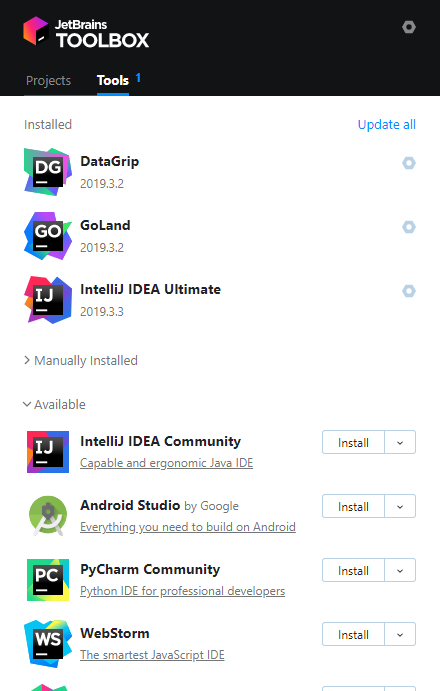 JetBrains
TOOLBOX
Projects
Tools 1
Installed
Update all
DG
DataGrip
2019.3.2
GO
GoLand
2019.3.2
IJ
IntelliJ IDEA Ultimate
2019.3.3
Manually Installed
Available
IJ
IntelliJ IDEA Community
Capable and ergonomic Java IDE
Install
Android Studio by Google
Everything you need to build on Android
Install
PC
PyCharm Community
Python IDE for professional developers
Install
WS
WebStorm
The smartest JavaScript IDE
Install